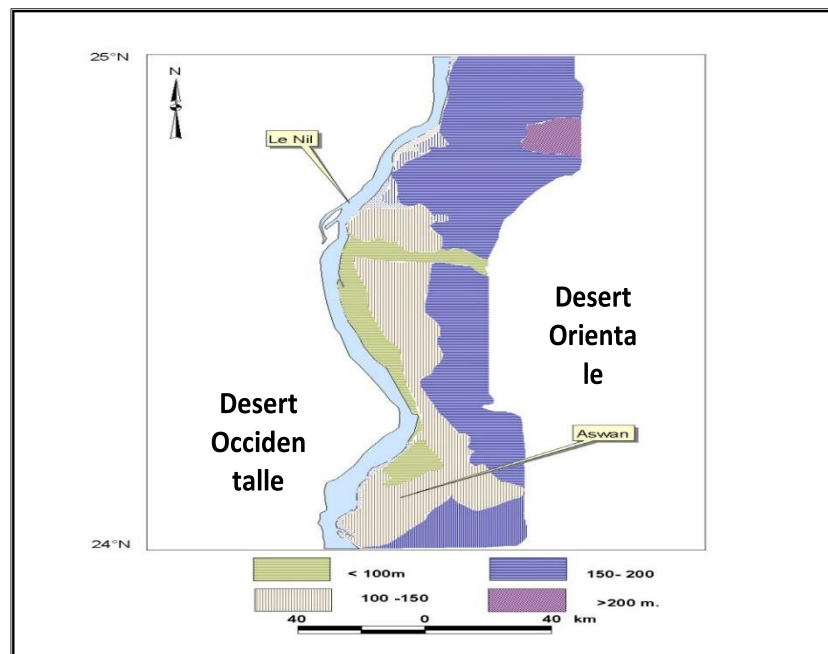 25°N
N
Le Nil
Desert
Orienta
le
Desert
Occiden
talle
Aswan
24°N
< 100m
150- 200
100 -150
>200 m.
40 0 40 km